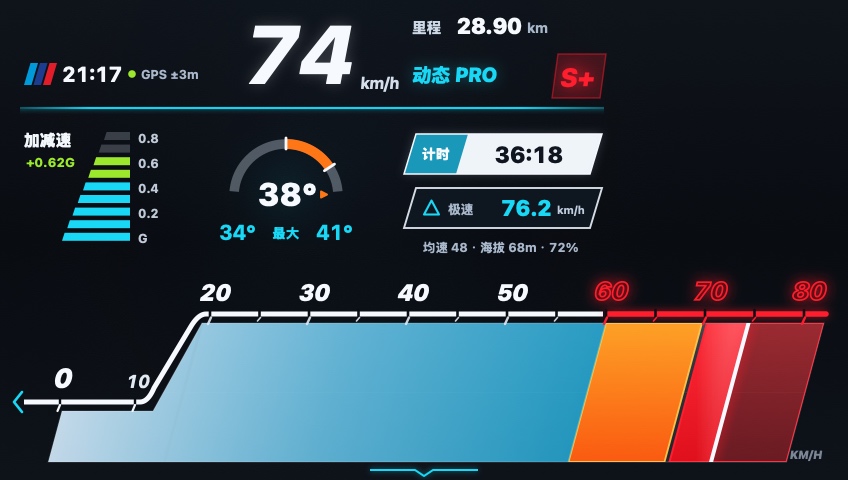 21:17 GPS ±3m
74 km/h
里程 28.90 km
动态 PRO
S+
加减速
+0.62G
0.8
0.6
0.4
0.2
G
38°
34° 最大 41°
计时 36:18
极速 76.2 km/h
均速 48 · 海拔 68m · 72%
0 10 20 30 40 50 60 70 80
KM/H